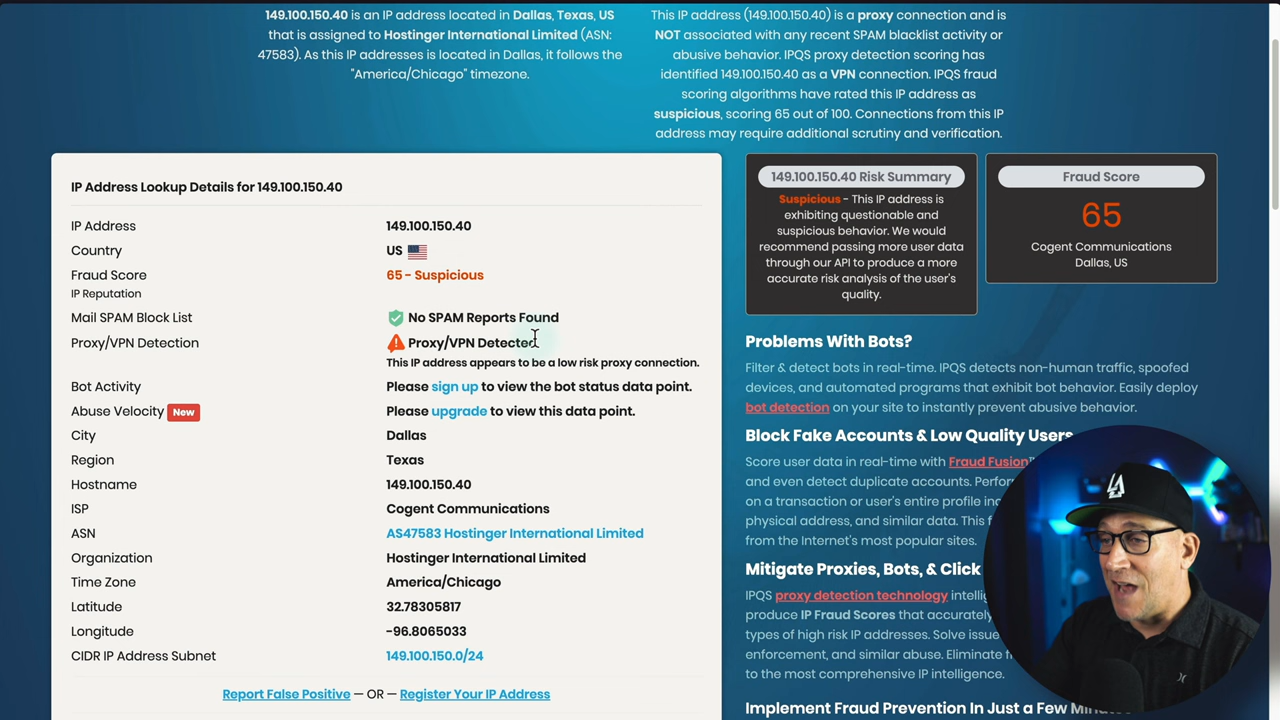 149.100.150.40 is an IP address located in Dallas, Texas, US
that is assigned to Hostinger International Limited (ASN:
47583). As this IP addresses is located in Dallas, it follows the
"America/Chicago" timezone.
This IP address (149.100.150.40) is a proxy connection and is
NOT associated with any recent SPAM blacklist activity or
abusive behavior. IPQS proxy detection scoring has
identified 149.100.150.40 as a VPN connection. IPQS fraud
scoring algorithms have rated this IP address as
suspicious, scoring 65 out of 100. Connections from this IP
address may require additional scrutiny and verification.
IP Address Lookup Details for 149.100.150.40
IP Address 149.100.150.40
Country US
Fraud Score 65 - Suspicious
IP Reputation
Mail SPAM Block List No SPAM Reports Found
Proxy/VPN Detection Proxy/VPN Detected
This IP address appears to be a low risk proxy connection.
Bot Activity Please sign up to view the bot status data point.
Abuse Velocity New Please upgrade to view this data point.
City Dallas
Region Texas
Hostname 149.100.150.40
ISP Cogent Communications
ASN AS47583 Hostinger International Limited
Organization Hostinger International Limited
Time Zone America/Chicago
Latitude 32.78305817
Longitude -96.8065033
CIDR IP Address Subnet 149.100.150.0/24
Report False Positive — OR — Register Your IP Address
149.100.150.40 Risk Summary
Suspicious - This IP address is
exhibiting questionable and
suspicious behavior. We would
recommend passing more user data
through our API to produce a more
accurate risk analysis of the user's
quality.
Fraud Score
65
Cogent Communications
Dallas, US
Problems With Bots?
Filter & detect bots in real-time. IPQS detects non-human traffic, spoofed
devices, and automated programs that exhibit bot behavior. Easily deploy
bot detection on your site to instantly prevent abusive behavior.
Block Fake Accounts & Low Quality Users
Score user data in real-time with Fraud Fusion
and even detect duplicate accounts. Perfor
on a transaction or user's entire profile inc
physical address, and similar data. This f
from the Internet's most popular sites.
Mitigate Proxies, Bots, & Click
IPQS proxy detection technology intellig
produce IP Fraud Scores that accurately
types of high risk IP addresses. Solve issue
enforcement, and similar abuse. Eliminate f
to the most comprehensive IP intelligence.
Implement Fraud Prevention In Just a Few Minutes